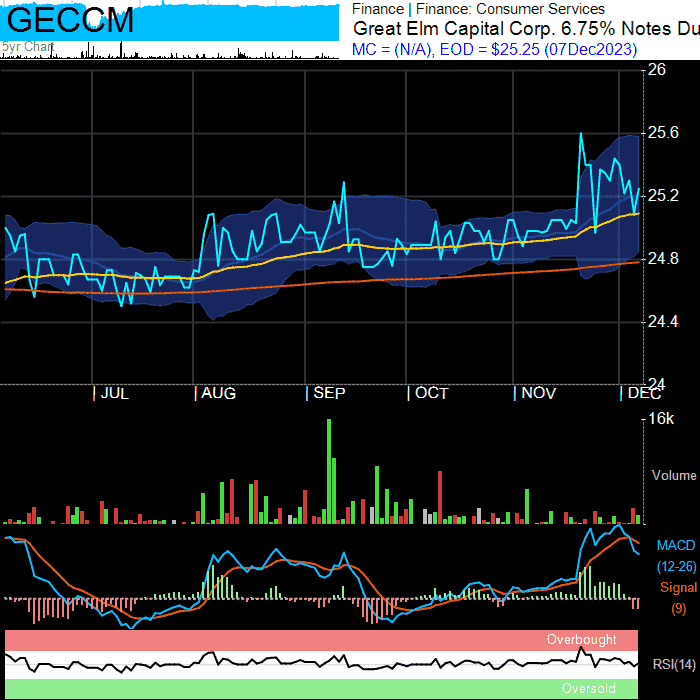 GECCM
5yr Chart
Finance | Finance: Consumer Services
Great Elm Capital Corp. 6.75% Notes Du
MC = (N/A), EOD = $25.25 (07Dec2023)
26
25.6
25.2
24.8
24.4
24
JUL
AUG
SEP
OCT
NOV
DEC
16k
Volume
MACD
(12-26)
Signal
(9)
Overbought
RSI(14)
Oversold